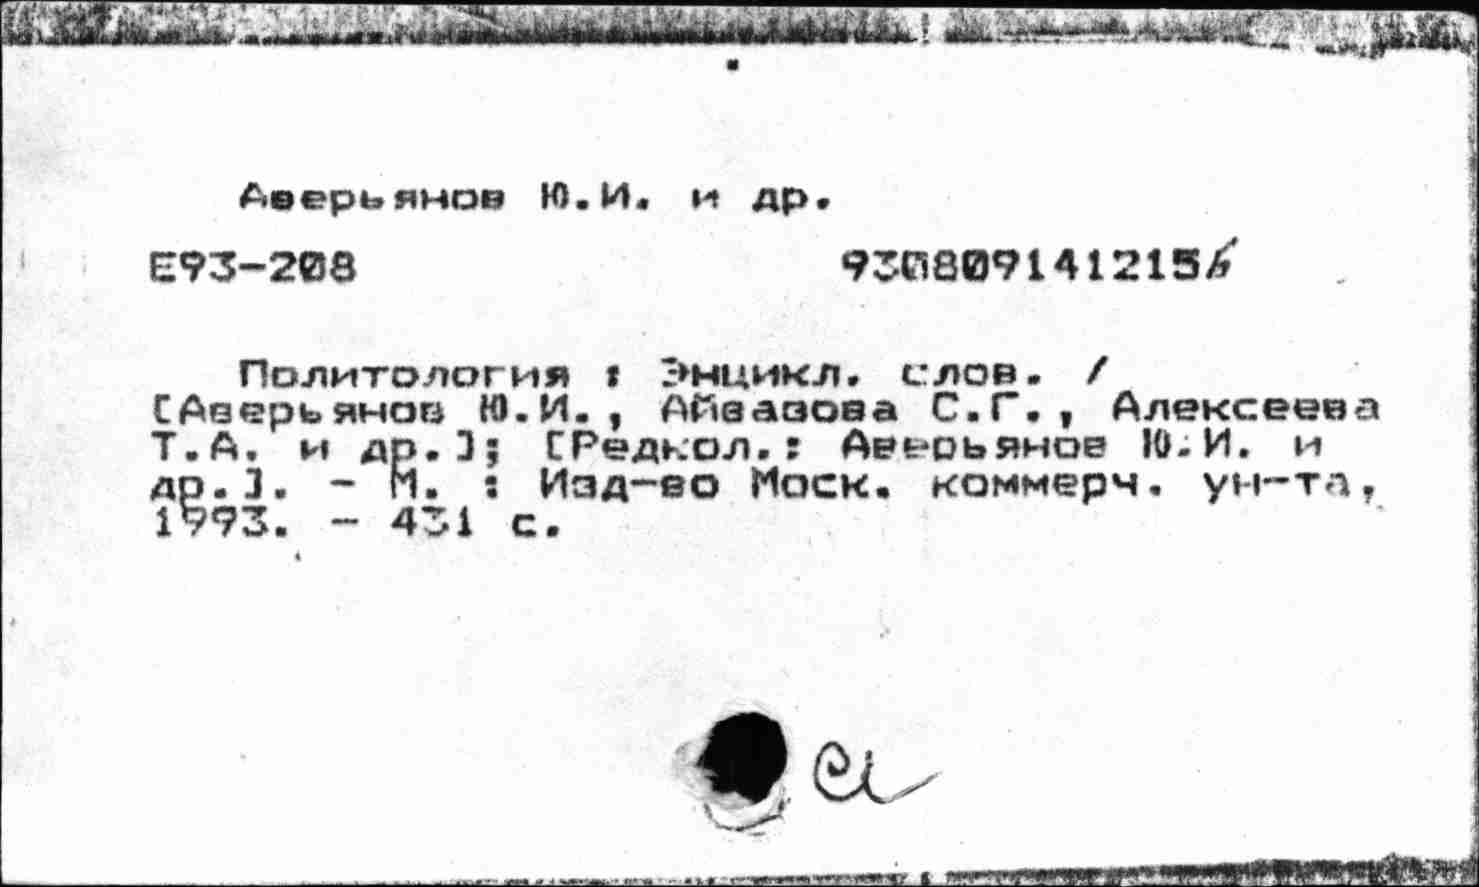 Аверьянов Ю.И. и др.
Е93-208
9308091412156
Политология : Энцикл. слов. /
[Аверьянов Ю.И., Айвазова С.Г., Алексеева
Т.А. и др.]; [Редкол.: Аверьянов Ю.И. и
др.]. - М. : Изд-во Моск. коммерч. ун-та,
1993. - 431 с.